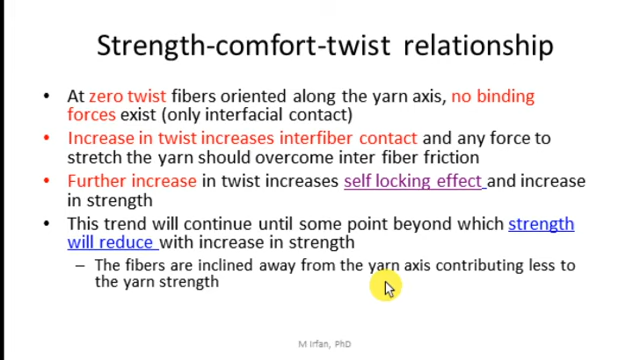 Strength-comfort-twist relationship
• At zero twist fibers oriented along the yarn axis, no binding
forces exist (only interfacial contact)
• Increase in twist increases interfiber contact and any force to
stretch the yarn should overcome inter fiber friction
• Further increase in twist increases self locking effect and increase
in strength
• This trend will continue until some point beyond which strength
will reduce with increase in strength
– The fibers are inclined away from the yarn axis contributing less to
the yarn strength
M Irfan, PhD